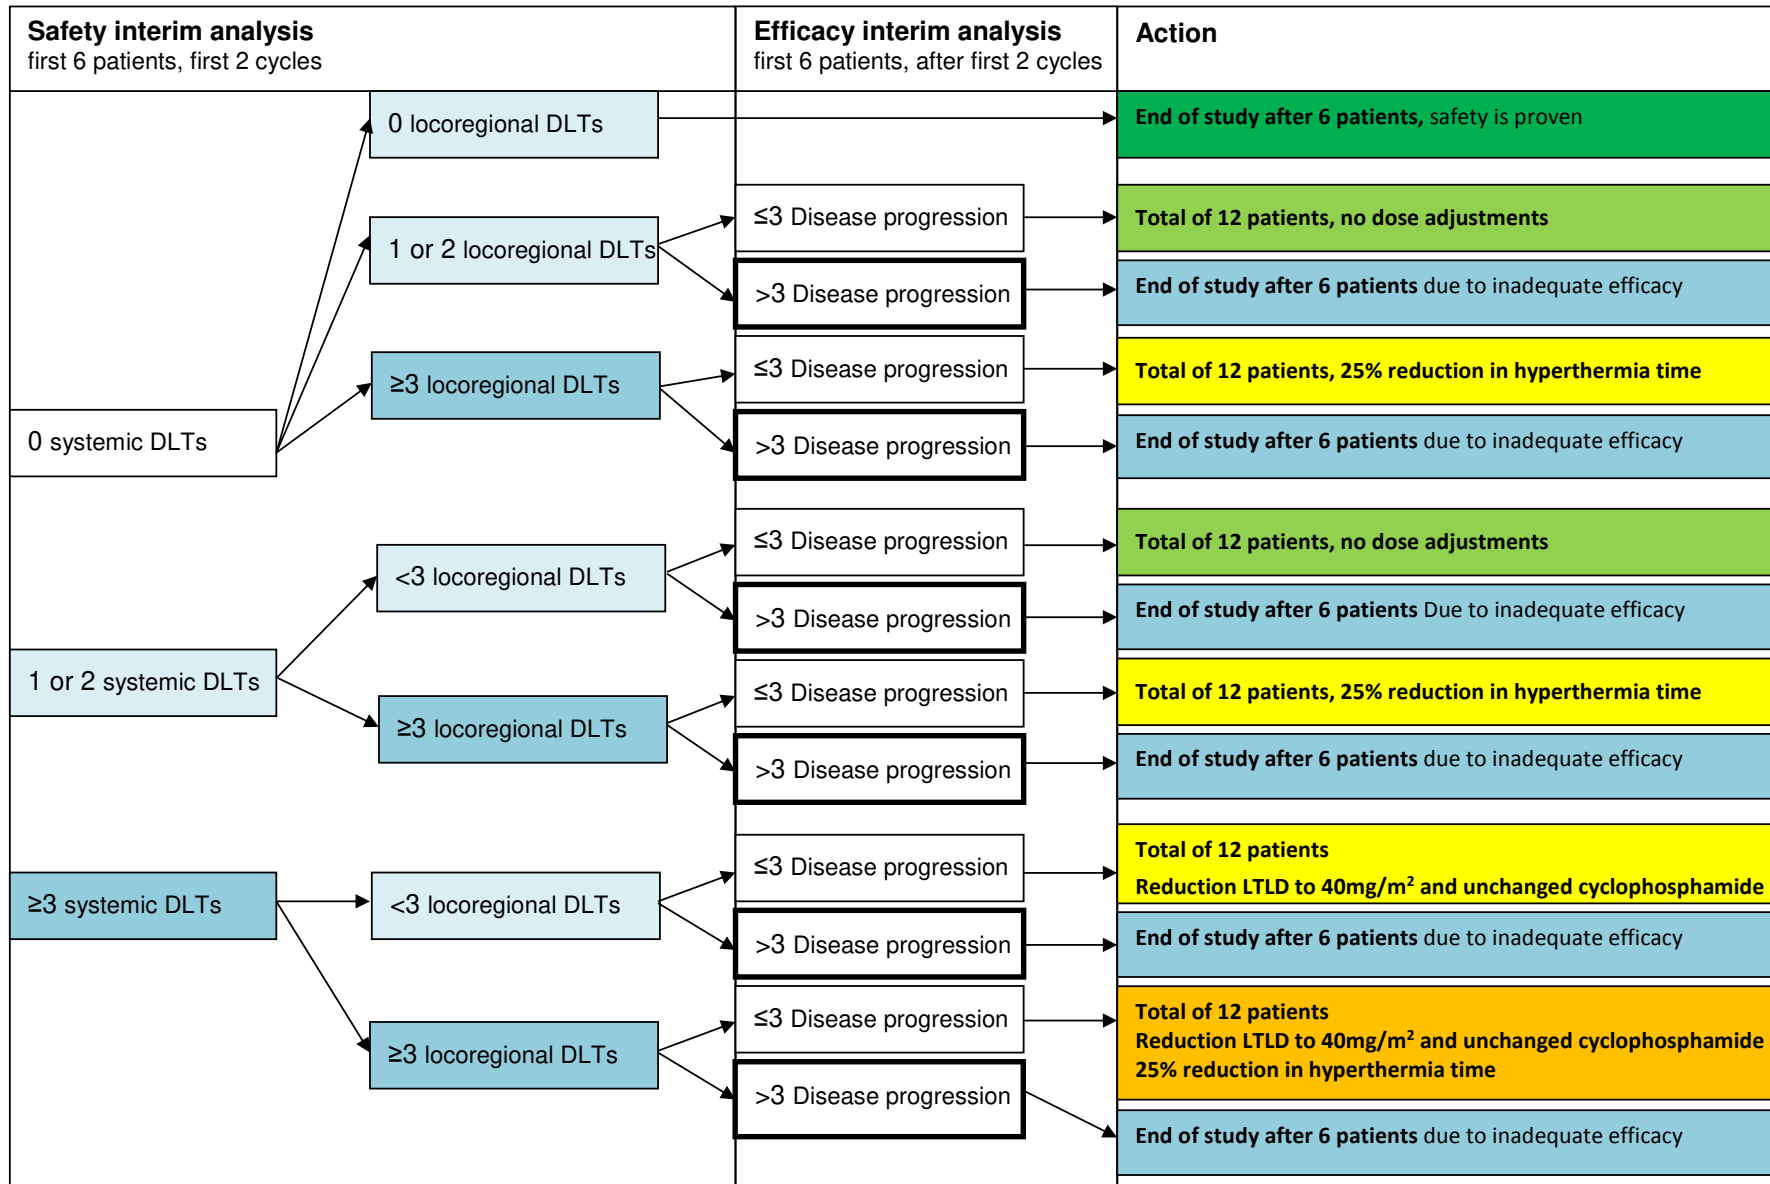 Safety interim analysis
first 6 patients, first 2 cycles
Efficacy interim analysis
first 6 patients, after first 2 cycles
Action
0 locoregional DLTs
End of study after 6 patients, safety is proven
≤3 Disease progression
Total of 12 patients, no dose adjustments
1 or 2 locoregional DLTs
>3 Disease progression
End of study after 6 patients due to inadequate efficacy
≤3 Disease progression
Total of 12 patients, 25% reduction in hyperthermia time
≥3 locoregional DLTs
0 systemic DLTs
>3 Disease progression
End of study after 6 patients due to inadequate efficacy
≤3 Disease progression
Total of 12 patients, no dose adjustments
<3 locoregional DLTs
>3 Disease progression
End of study after 6 patients Due to inadequate efficacy
1 or 2 systemic DLTs
≤3 Disease progression
Total of 12 patients, 25% reduction in hyperthermia time
≥3 locoregional DLTs
>3 Disease progression
End of study after 6 patients due to inadequate efficacy
≤3 Disease progression
Total of 12 patients
Reduction LTLD to 40mg/m² and unchanged cyclophosphamide
≥3 systemic DLTs
<3 locoregional DLTs
>3 Disease progression
End of study after 6 patients due to inadequate efficacy
≤3 Disease progression
Total of 12 patients
Reduction LTLD to 40mg/m² and unchanged cyclophosphamide
25% reduction in hyperthermia time
≥3 locoregional DLTs
>3 Disease progression
End of study after 6 patients due to inadequate efficacy